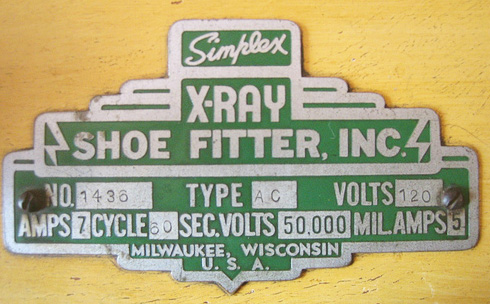 Simplex
X-RAY
SHOE FITTER, INC.
NO. 1436 TYPE AC VOLTS 120
AMPS 7 CYCLE 60 SEC. VOLTS 50,000 MIL. AMPS 5
MILWAUKEE, WISCONSIN
U. S. A.